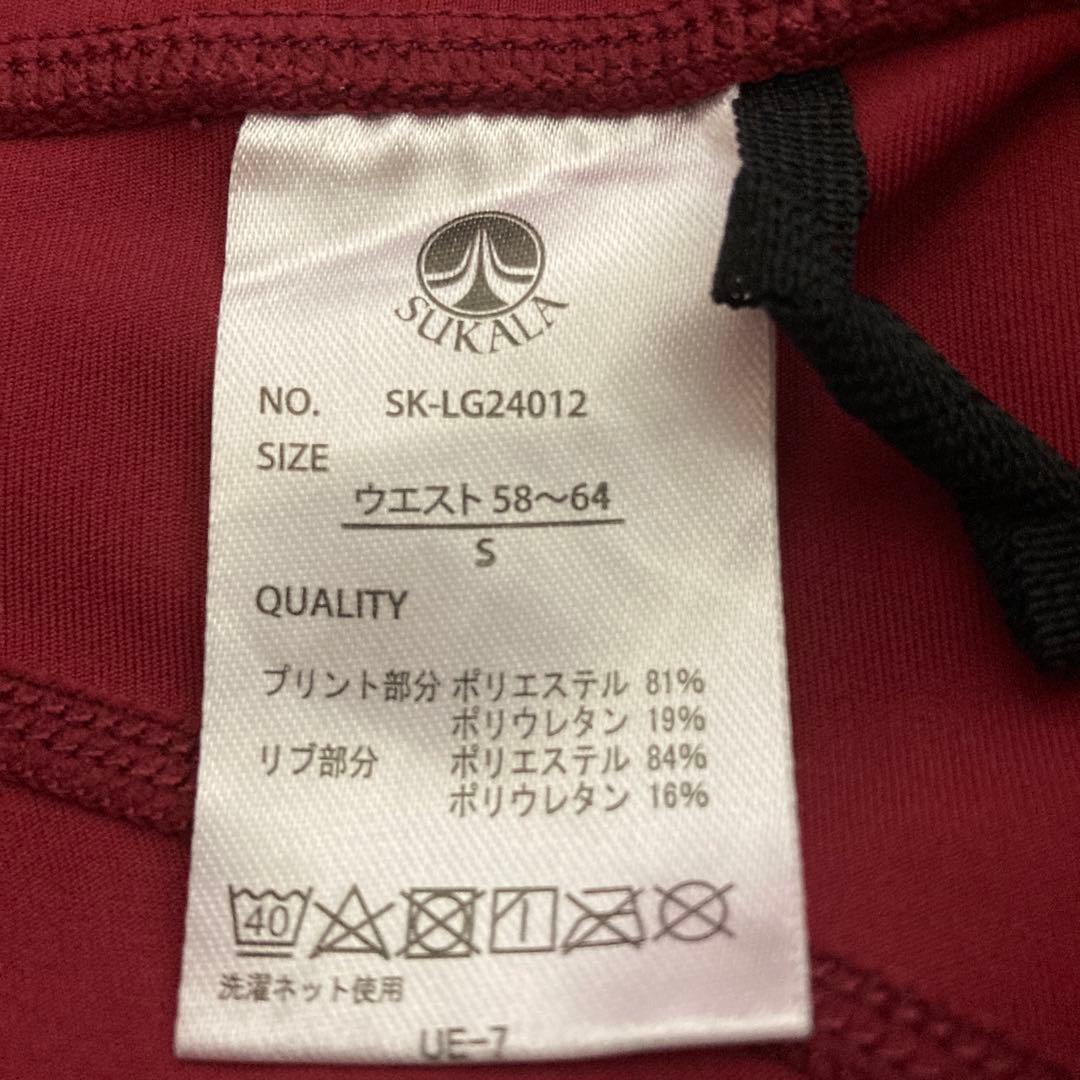 SUKALA
NO. SK-LG24012
SIZE
ウエスト 58〜64
S
QUALITY
プリント部分 ポリエステル 81%
ポリウレタン 19%
リブ部分 ポリエステル 84%
ポリウレタン 16%
40
洗濯ネット使用
UE-7